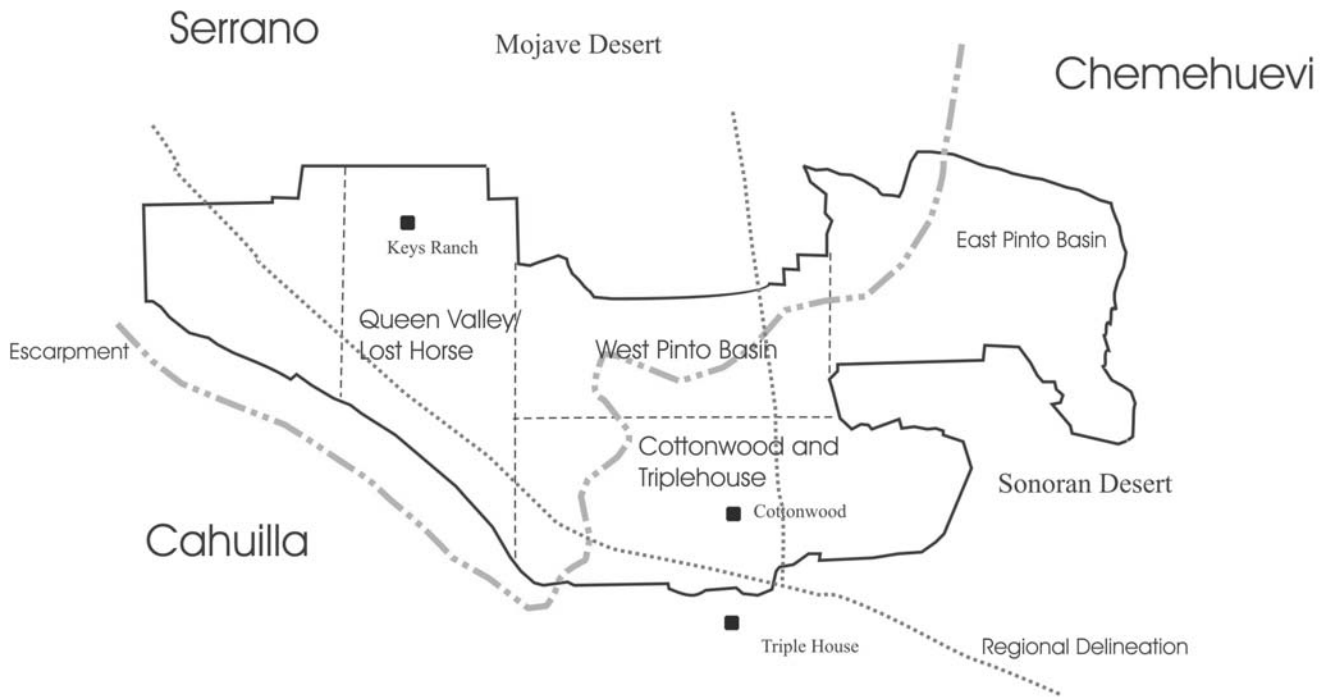 Serrano
Mojave Desert
Chemehuevi
Keys Ranch
East Pinto Basin
Queen Valley/
Lost Horse
Escarpment
West Pinto Basin
Cottonwood and
Triplehouse
Sonoran Desert
Cottonwood
Cahuilla
Triple House
Regional Delineation